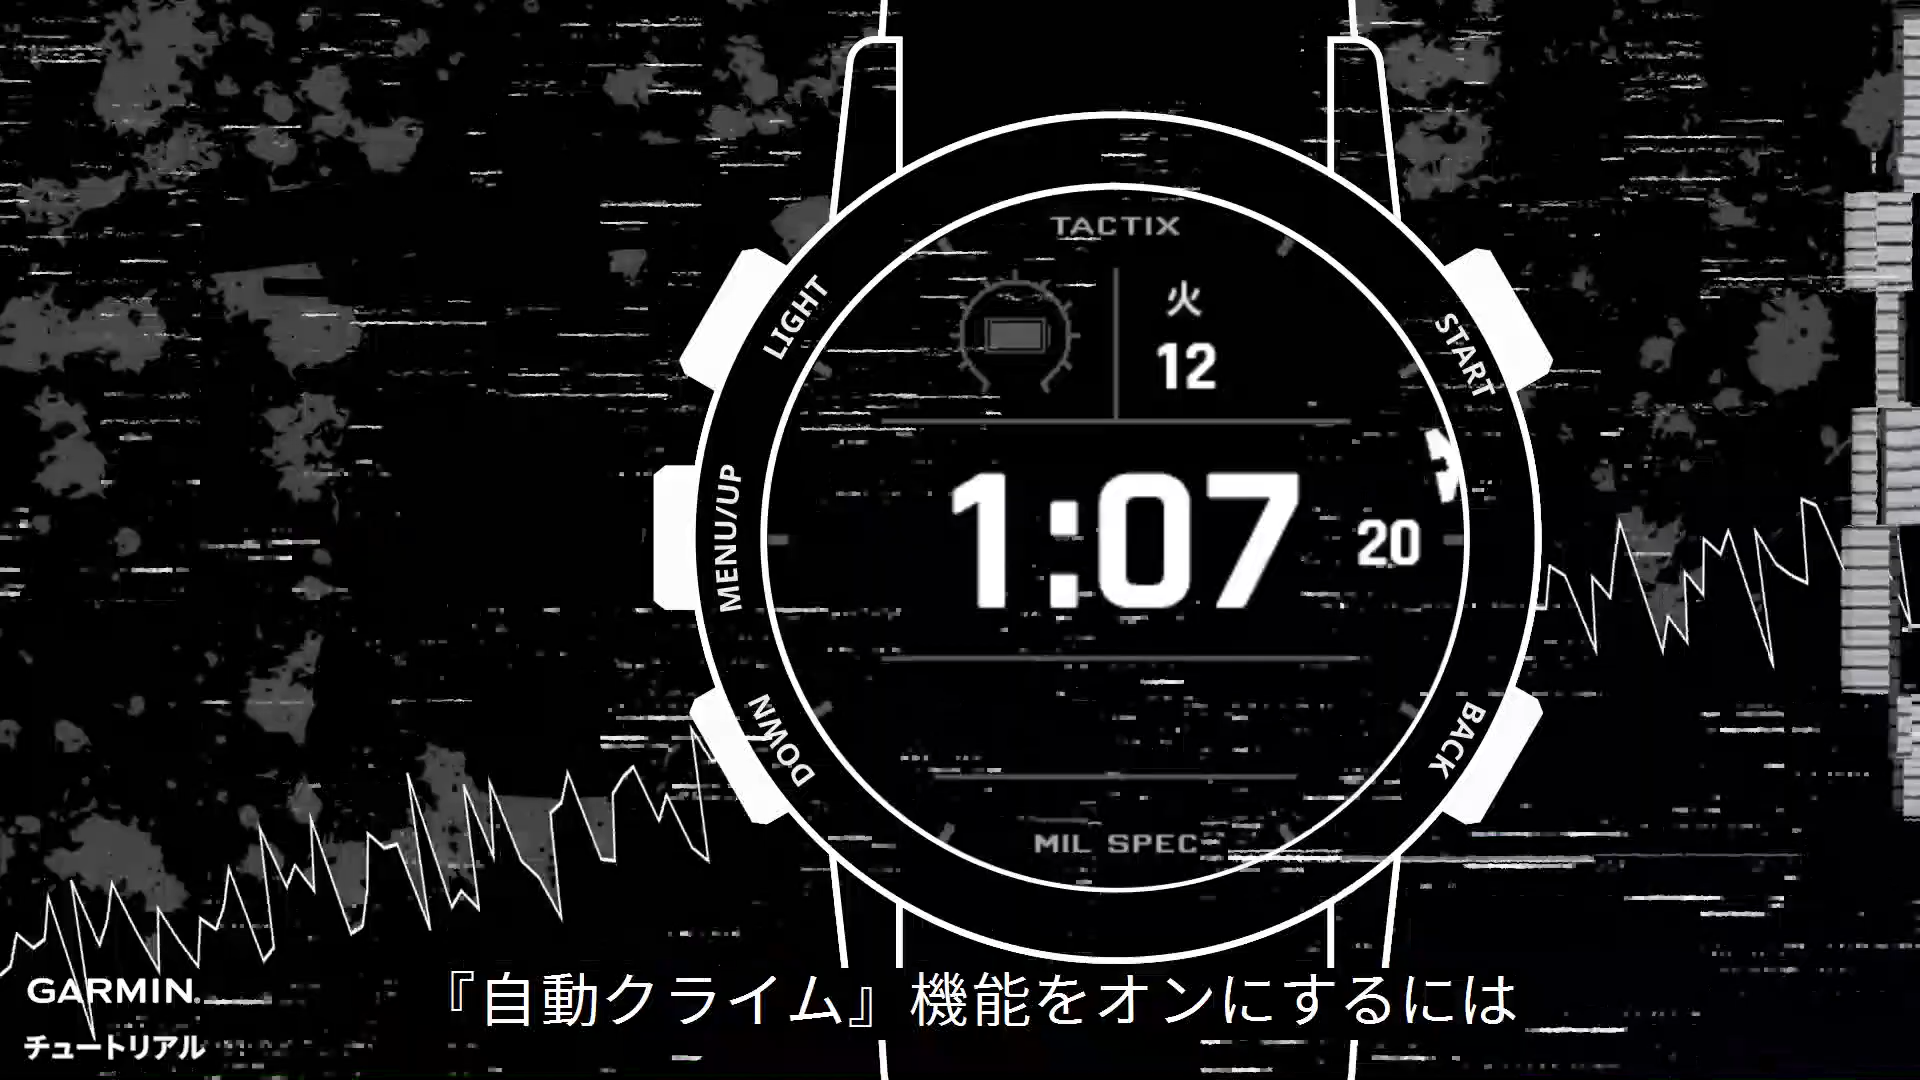 TACTIX
火
12
LIGHT
START
MENU/UP
1:07
20
DOWN
BACK
MIL SPEC
GARMIN.
『自動クライム』機能をオンにするには
チュートリアル